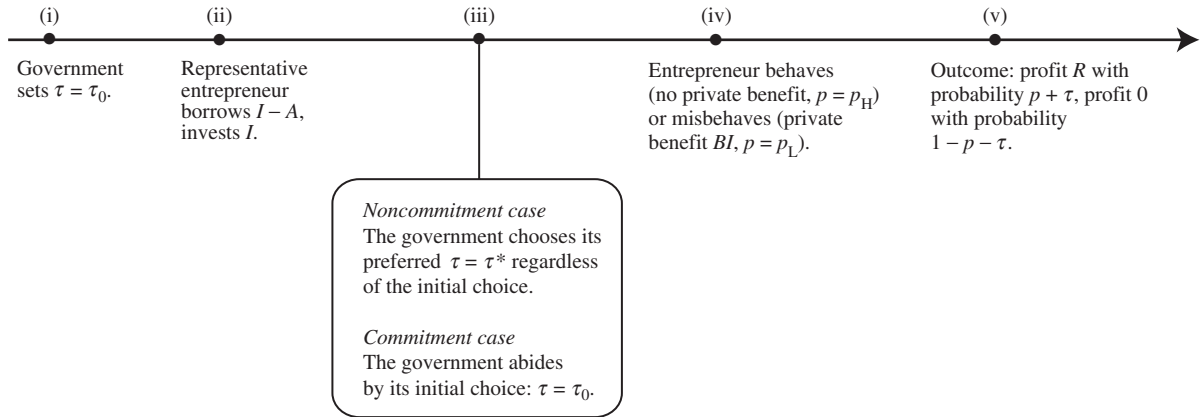 (i)
(ii)
(iii)
(iv)
(v)
Government
sets τ = τ₀.
Representative
entrepreneur
borrows I – A,
invests I.
Entrepreneur behaves
(no private benefit, p = p_H)
or misbehaves (private
benefit BI, p = p_L).
Outcome: profit R with
probability p + τ, profit 0
with probability
1 – p – τ.
Noncommitment case
The government chooses its
preferred τ = τ* regardless
of the initial choice.
Commitment case
The government abides
by its initial choice: τ = τ₀.